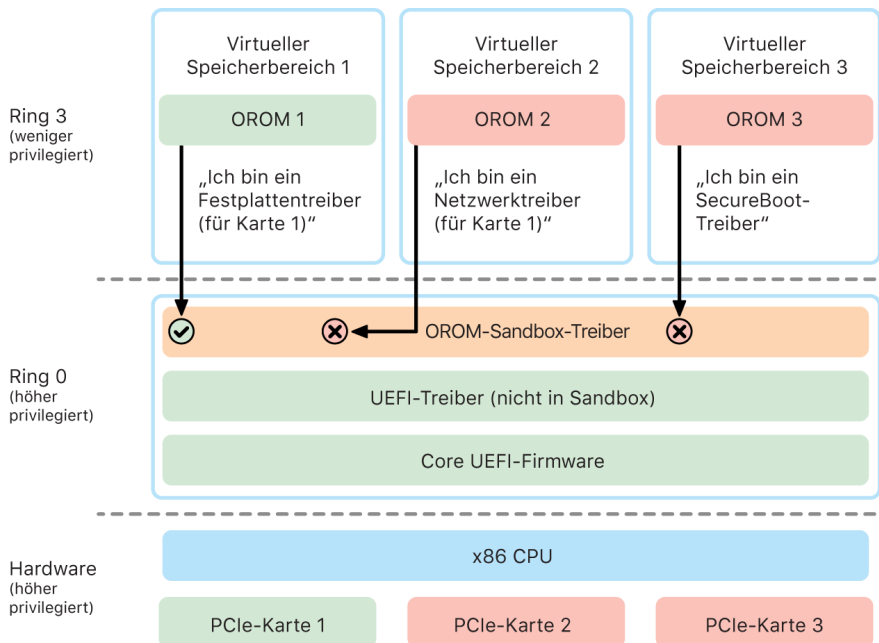 Virtueller
Speicherbereich 1
Virtueller
Speicherbereich 2
Virtueller
Speicherbereich 3
Ring 3
(weniger
privilegiert)
OROM 1
OROM 2
OROM 3
„Ich bin ein
Festplattentreiber
(für Karte 1)“
„Ich bin ein
Netzwerktreiber
(für Karte 1)“
„Ich bin ein
SecureBoot-
Treiber“
OROM-Sandbox-Treiber
Ring 0
(höher
privilegiert)
UEFI-Treiber (nicht in Sandbox)
Core UEFI-Firmware
Hardware
(höher
privilegiert)
x86 CPU
PCIe-Karte 1
PCIe-Karte 2
PCIe-Karte 3